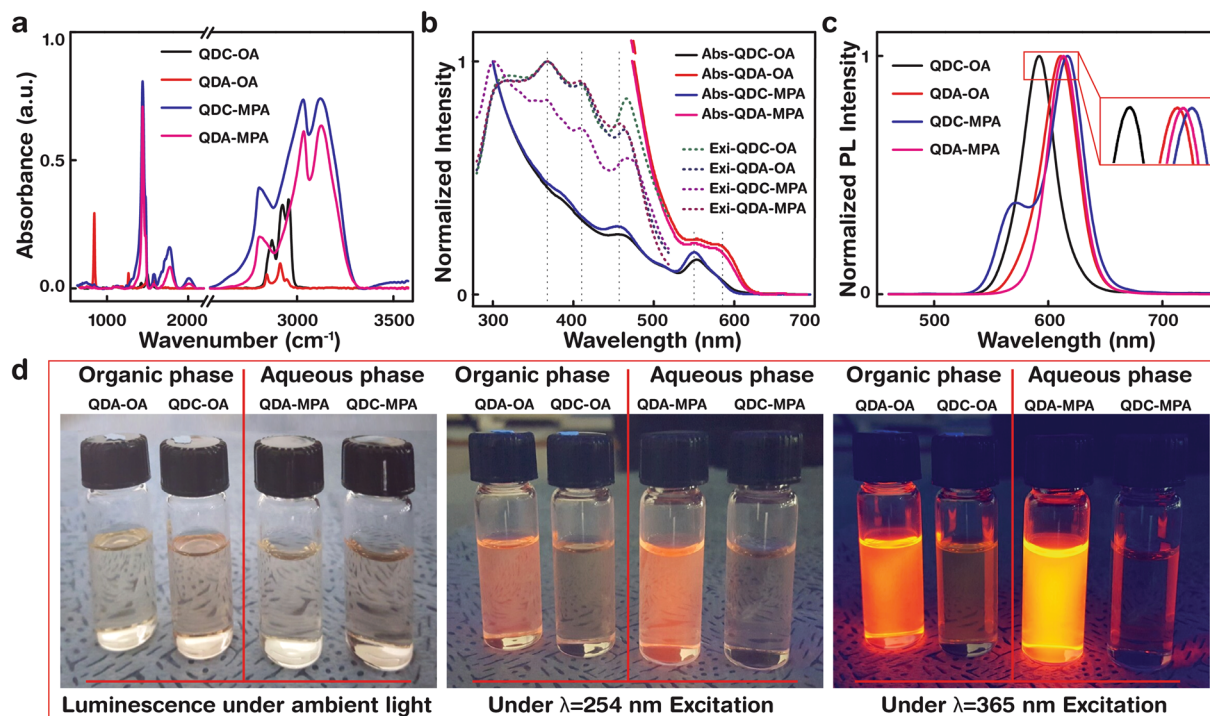 a
1.0
0.5
0.0
Absorbance (a.u.)
QDC-OA
QDA-OA
QDC-MPA
QDA-MPA
1000
2000
3000
3500
Wavenumber (cm-1)
b
1
0
Normalized Intensity
Abs-QDC-OA
Abs-QDA-OA
Abs-QDC-MPA
Abs-QDA-MPA
Exi-QDC-OA
Exi-QDA-OA
Exi-QDC-MPA
Exi-QDA-MPA
300
400
500
600
700
Wavelength (nm)
c
1
0
Normalized PL Intensity
QDC-OA
QDA-OA
QDC-MPA
QDA-MPA
500
600
700
Wavelength (nm)
d
Organic phase Aqueous phase
QDA-OA QDC-OA QDA-MPA QDC-MPA
Luminescence under ambient light
Organic phase Aqueous phase
QDA-OA QDC-OA QDA-MPA QDC-MPA
Under λ=254 nm Excitation
Organic phase Aqueous phase
QDA-OA QDC-OA QDA-MPA QDC-MPA
Under λ=365 nm Excitation